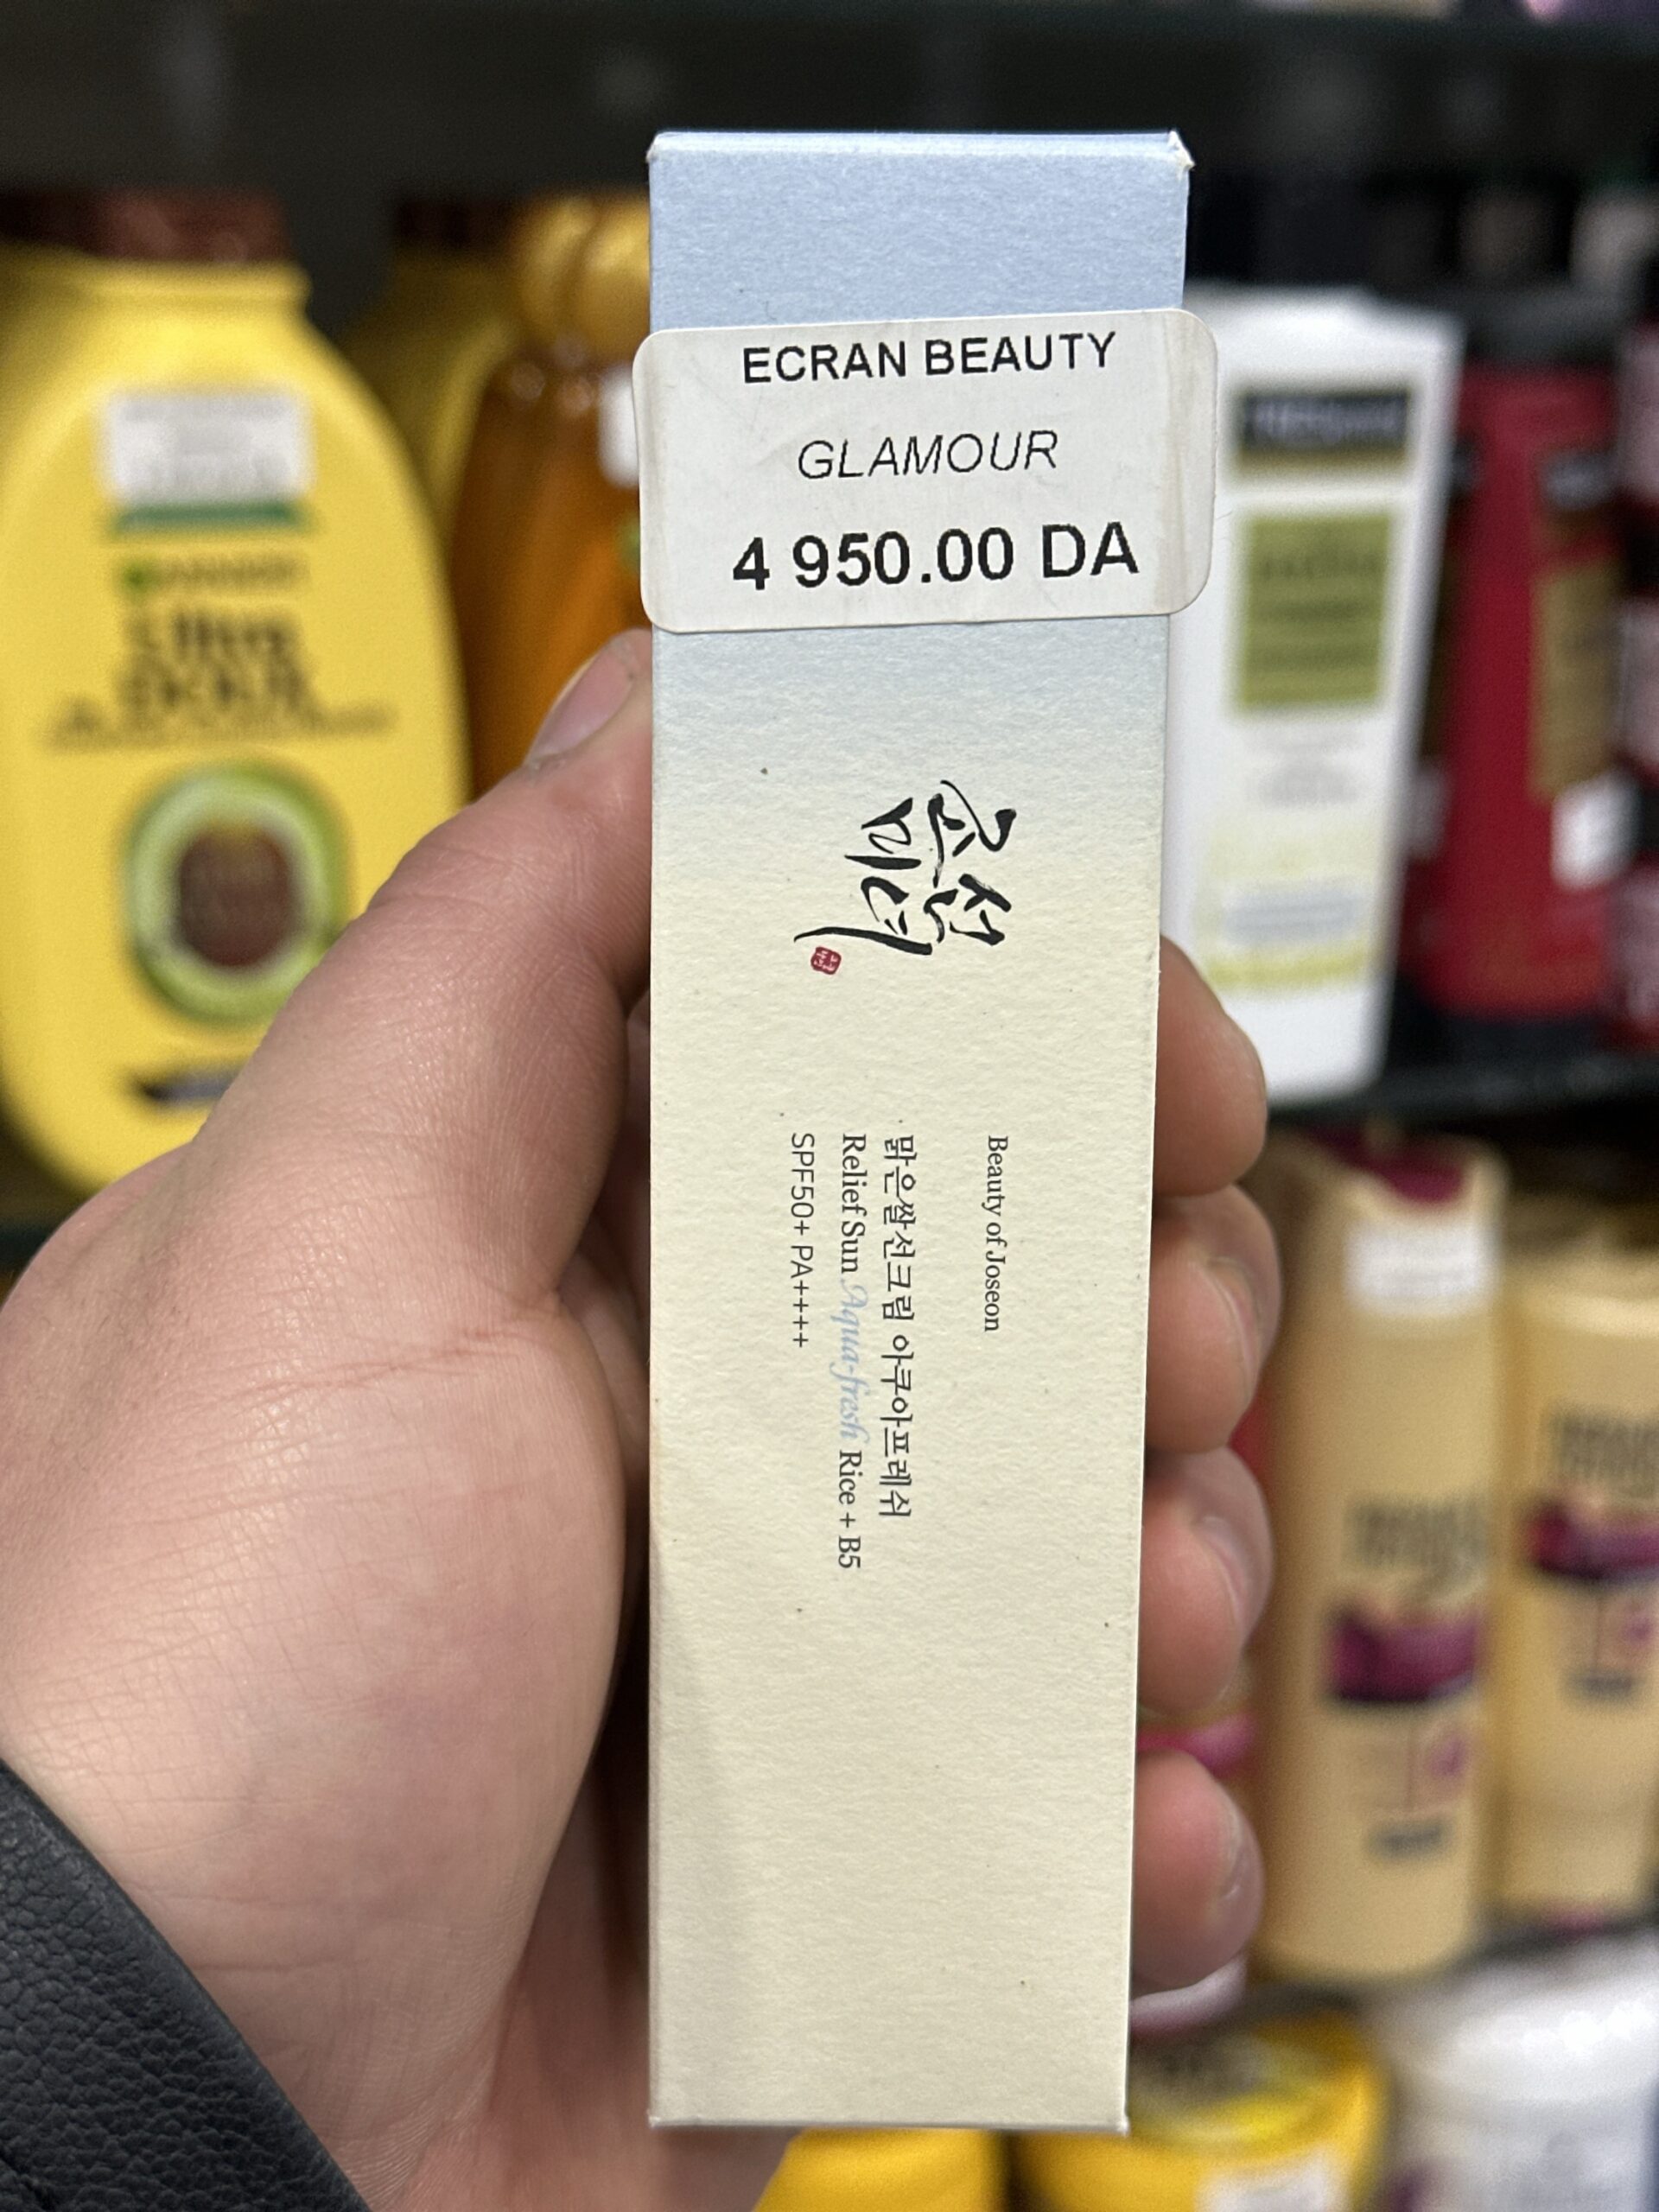 ECRAN BEAUTY
GLAMOUR
4 950.00 DA
조선
미녀
Beauty of Joseon
맑은쌀선크림 아쿠아프레쉬
Relief Sun Aqua-fresh Rice + B5
SPF50+ PA++++